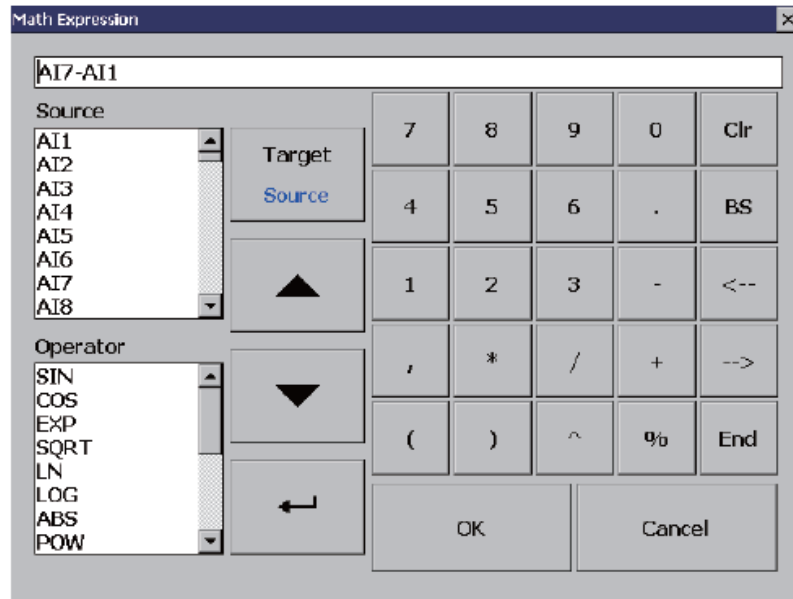 Math Expression
AI7-AI1
Source
AI1
AI2
AI3
AI4
AI5
AI6
AI7
AI8
Target
Source
Operator
SIN
COS
EXP
SQRT
LN
LOG
ABS
POW
7 8 9 0 Clr
4 5 6 . BS
1 2 3 - <--
, * / + -->
( ) ^ % End
OK Cancel